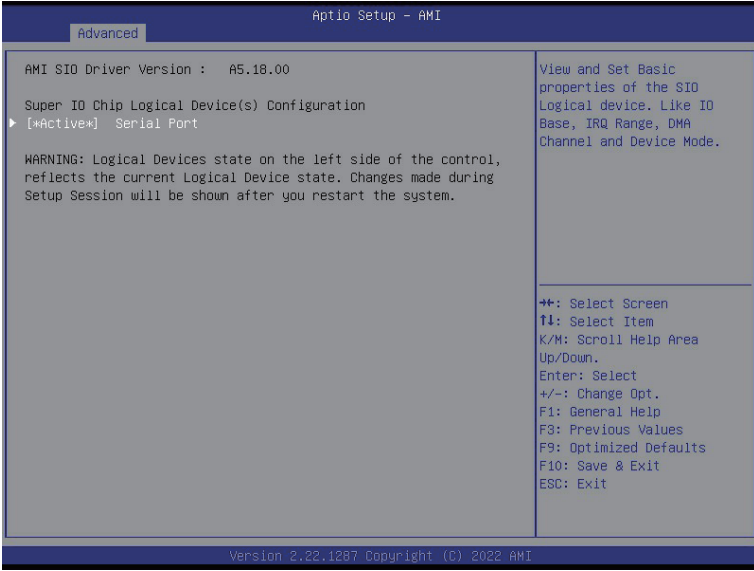 Aptio Setup – AMI
Advanced
AMI SIO Driver Version : A5.18.00
Super IO Chip Logical Device(s) Configuration
[*Active*] Serial Port
WARNING: Logical Devices state on the left side of the control,
reflects the current Logical Device state. Changes made during
Setup Session will be shown after you restart the system.
View and Set Basic
properties of the SIO
Logical device. Like IO
Base, IRQ Range, DMA
Channel and Device Mode.
→←: Select Screen
↑↓: Select Item
K/M: Scroll Help Area
Up/Down.
Enter: Select
+/-: Change Opt.
F1: General Help
F3: Previous Values
F9: Optimized Defaults
F10: Save & Exit
ESC: Exit
Version 2.22.1287 Copyright (C) 2022 AMI